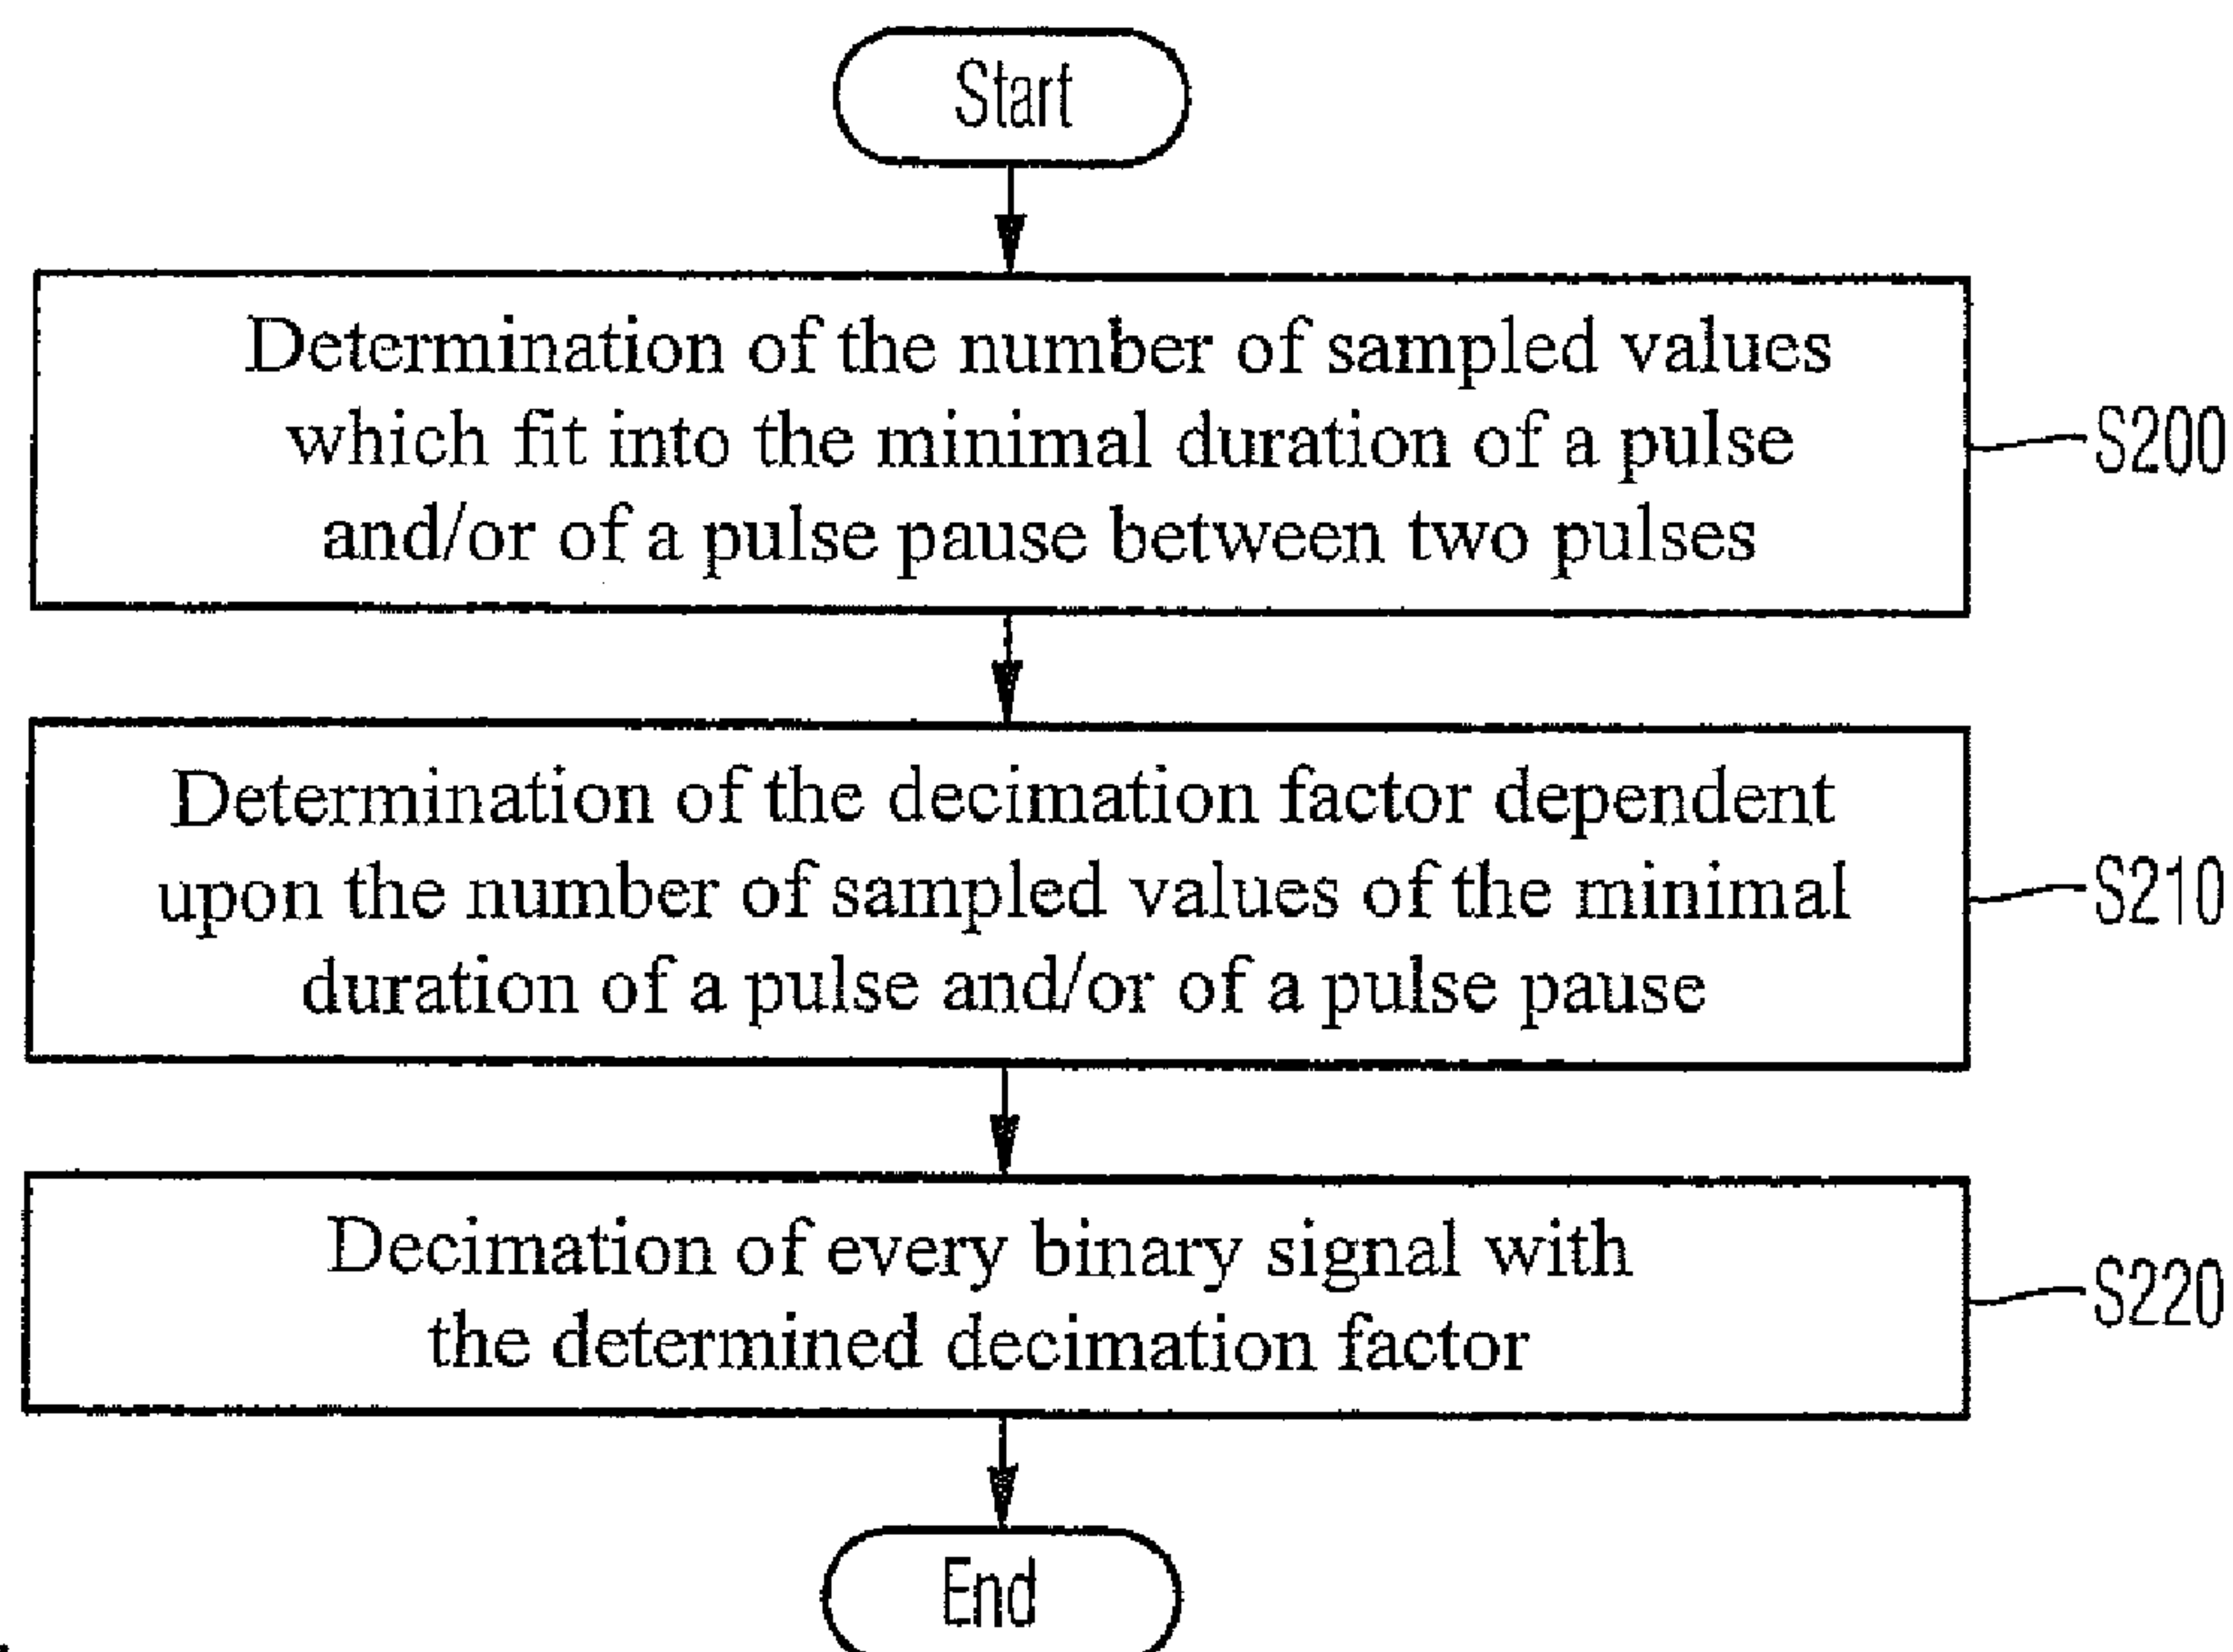 Start
Determination of the number of sampled values
which fit into the minimal duration of a pulse
and/or of a pulse pause between two pulses
S200
Determination of the decimation factor dependent
upon the number of sampled values of the minimal
duration of a pulse and/or of a pulse pause
S210
Decimation of every binary signal with
the determined decimation factor
S220
End